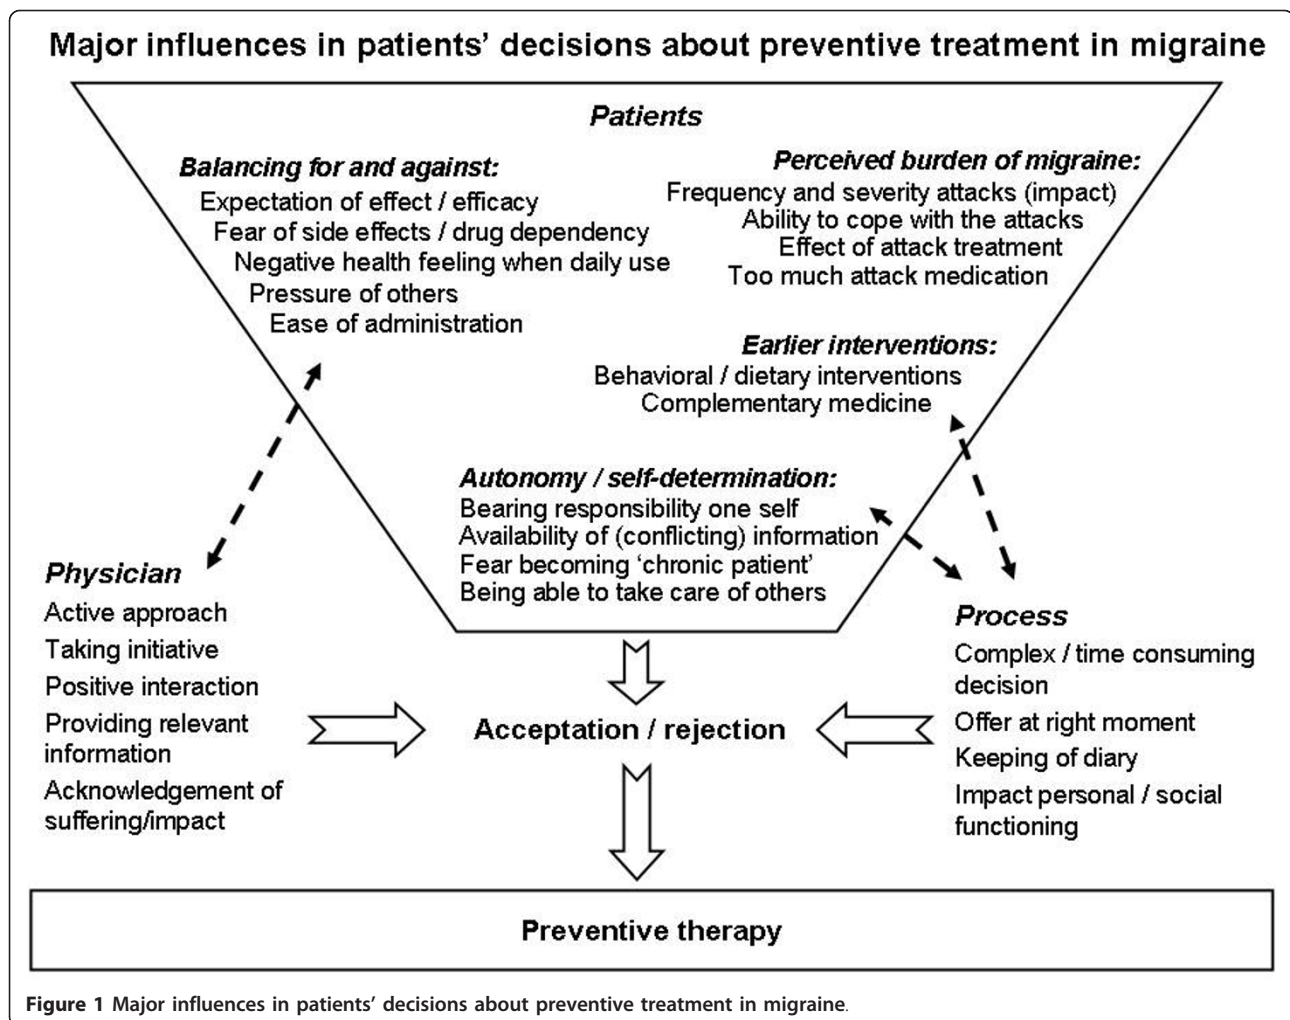 Major influences in patients' decisions about preventive treatment in migraine
Patients
Balancing for and against:
Expectation of effect / efficacy
Fear of side effects / drug dependency
Negative health feeling when daily use
Pressure of others
Ease of administration
Perceived burden of migraine:
Frequency and severity attacks (impact)
Ability to cope with the attacks
Effect of attack treatment
Too much attack medication
Earlier interventions:
Behavioral / dietary interventions
Complementary medicine
Autonomy / self-determination:
Bearing responsibility one self
Availability of (conflicting) information
Fear becoming ‘chronic patient’
Being able to take care of others
Physician
Active approach
Taking initiative
Positive interaction
Providing relevant
information
Acknowledgement of
suffering/impact
Process
Complex / time consuming
decision
Offer at right moment
Keeping of diary
Impact personal / social
functioning
Acceptation / rejection
Preventive therapy
Figure 1 Major influences in patients' decisions about preventive treatment in migraine.